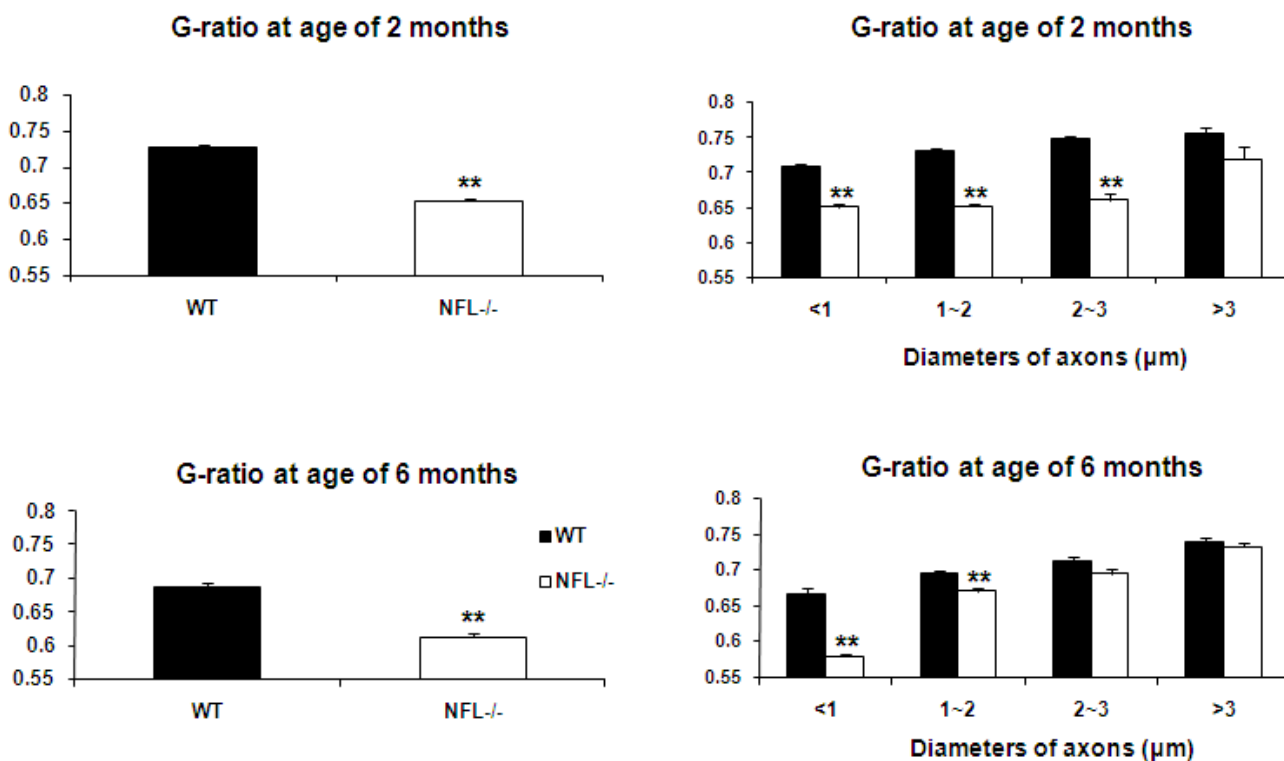 G-ratio at age of 2 months
0.8
0.75
0.7
0.65
0.6
0.55
**
WT NFL-/-
G-ratio at age of 2 months
0.8
0.75
0.7
0.65
0.6
0.55
** ** **
<1 1~2 2~3 >3
Diameters of axons (µm)
G-ratio at age of 6 months
0.8
0.75
0.7
0.65
0.6
0.55
WT
NFL-/-
**
WT NFL-/-
G-ratio at age of 6 months
0.8
0.75
0.7
0.65
0.6
0.55
** **
<1 1~2 2~3 >3
Diameters of axons (µm)